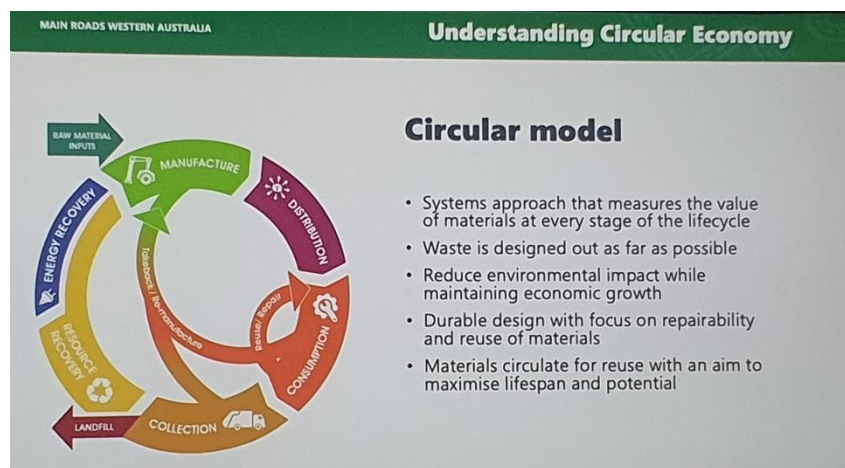 MAIN ROADS WESTERN AUSTRALIA
Understanding Circular Economy
RAW MATERIAL
INPUTS
MANUFACTURE
DISTRIBUTION
ENERGY RECOVERY
Takeback / Re-manufacture
Reuse/ Repair
RESOURCE
RECOVERY
CONSUMPTION
LANDFILL
COLLECTION
Circular model
• Systems approach that measures the value
of materials at every stage of the lifecycle
• Waste is designed out as far as possible
• Reduce environmental impact while
maintaining economic growth
• Durable design with focus on repairability
and reuse of materials
• Materials circulate for reuse with an aim to
maximise lifespan and potential